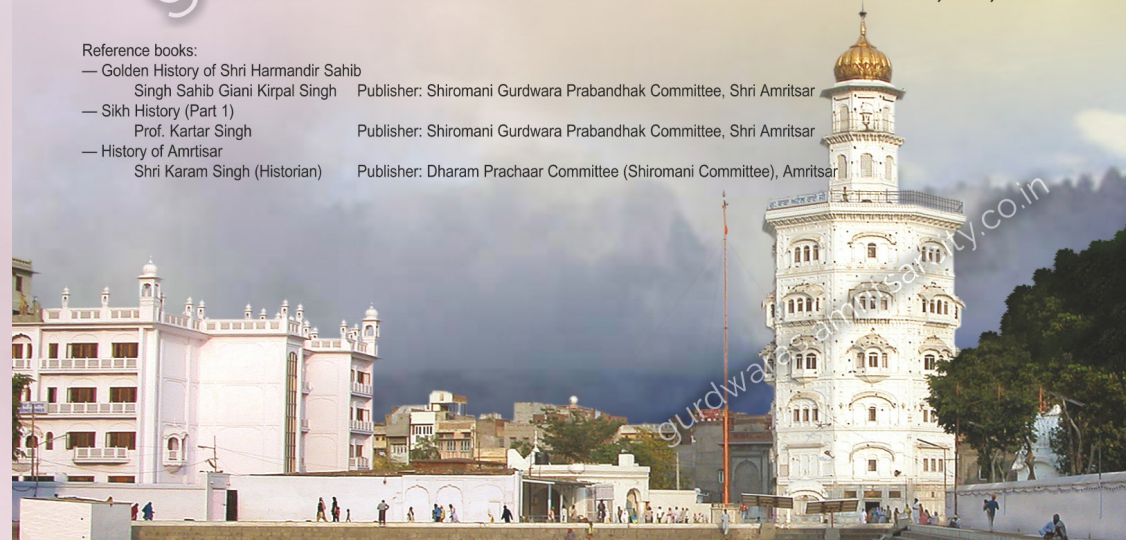 Reference books:
— Golden History of Shri Harmandir Sahib
Singh Sahib Giani Kirpal Singh Publisher: Shiromani Gurdwara Prabandhak Committee, Shri Amritsar
— Sikh History (Part 1)
Prof. Kartar Singh Publisher: Shiromani Gurdwara Prabandhak Committee, Shri Amritsar
— History of Amrtisar
Shri Karam Singh (Historian) Publisher: Dharam Prachaar Committee (Shiromani Committee), Amritsar
ਗੁ: ਬਾਬਾ ਅਟੱਲ ਰਾਏ ਜੀ
gurdwarasamritsarcity.co.in